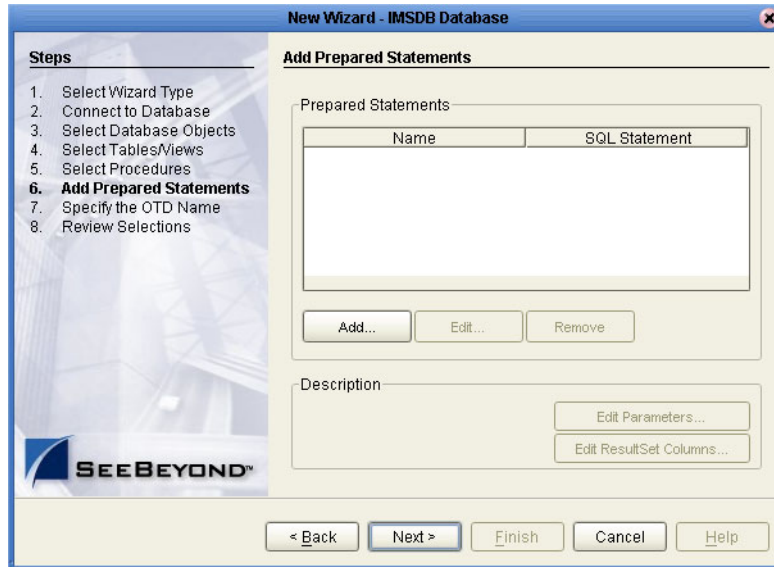 New Wizard - IMSDB Database
Steps
1. Select Wizard Type
2. Connect to Database
3. Select Database Objects
4. Select Tables/Views
5. Select Procedures
6. Add Prepared Statements
7. Specify the OTD Name
8. Review Selections
SEEBEYOND™
Add Prepared Statements
Prepared Statements
Name SQL Statement
Add... Edit... Remove
Description
Edit Parameters...
Edit ResultSet Columns...
< Back Next > Finish Cancel Help